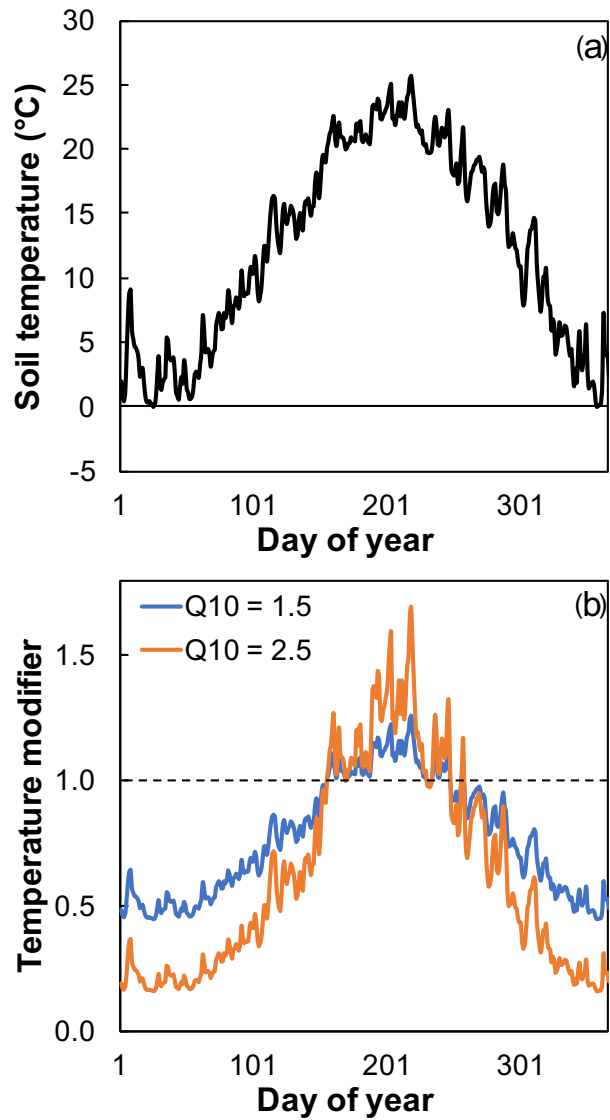 (a)
Soil temperature (°C)
30
25
20
15
10
5
0
-5
1 101 201 301
Day of year
(b)
Q10 = 1.5
Q10 = 2.5
Temperature modifier
1.5
1.0
0.5
0.0
1 101 201 301
Day of year